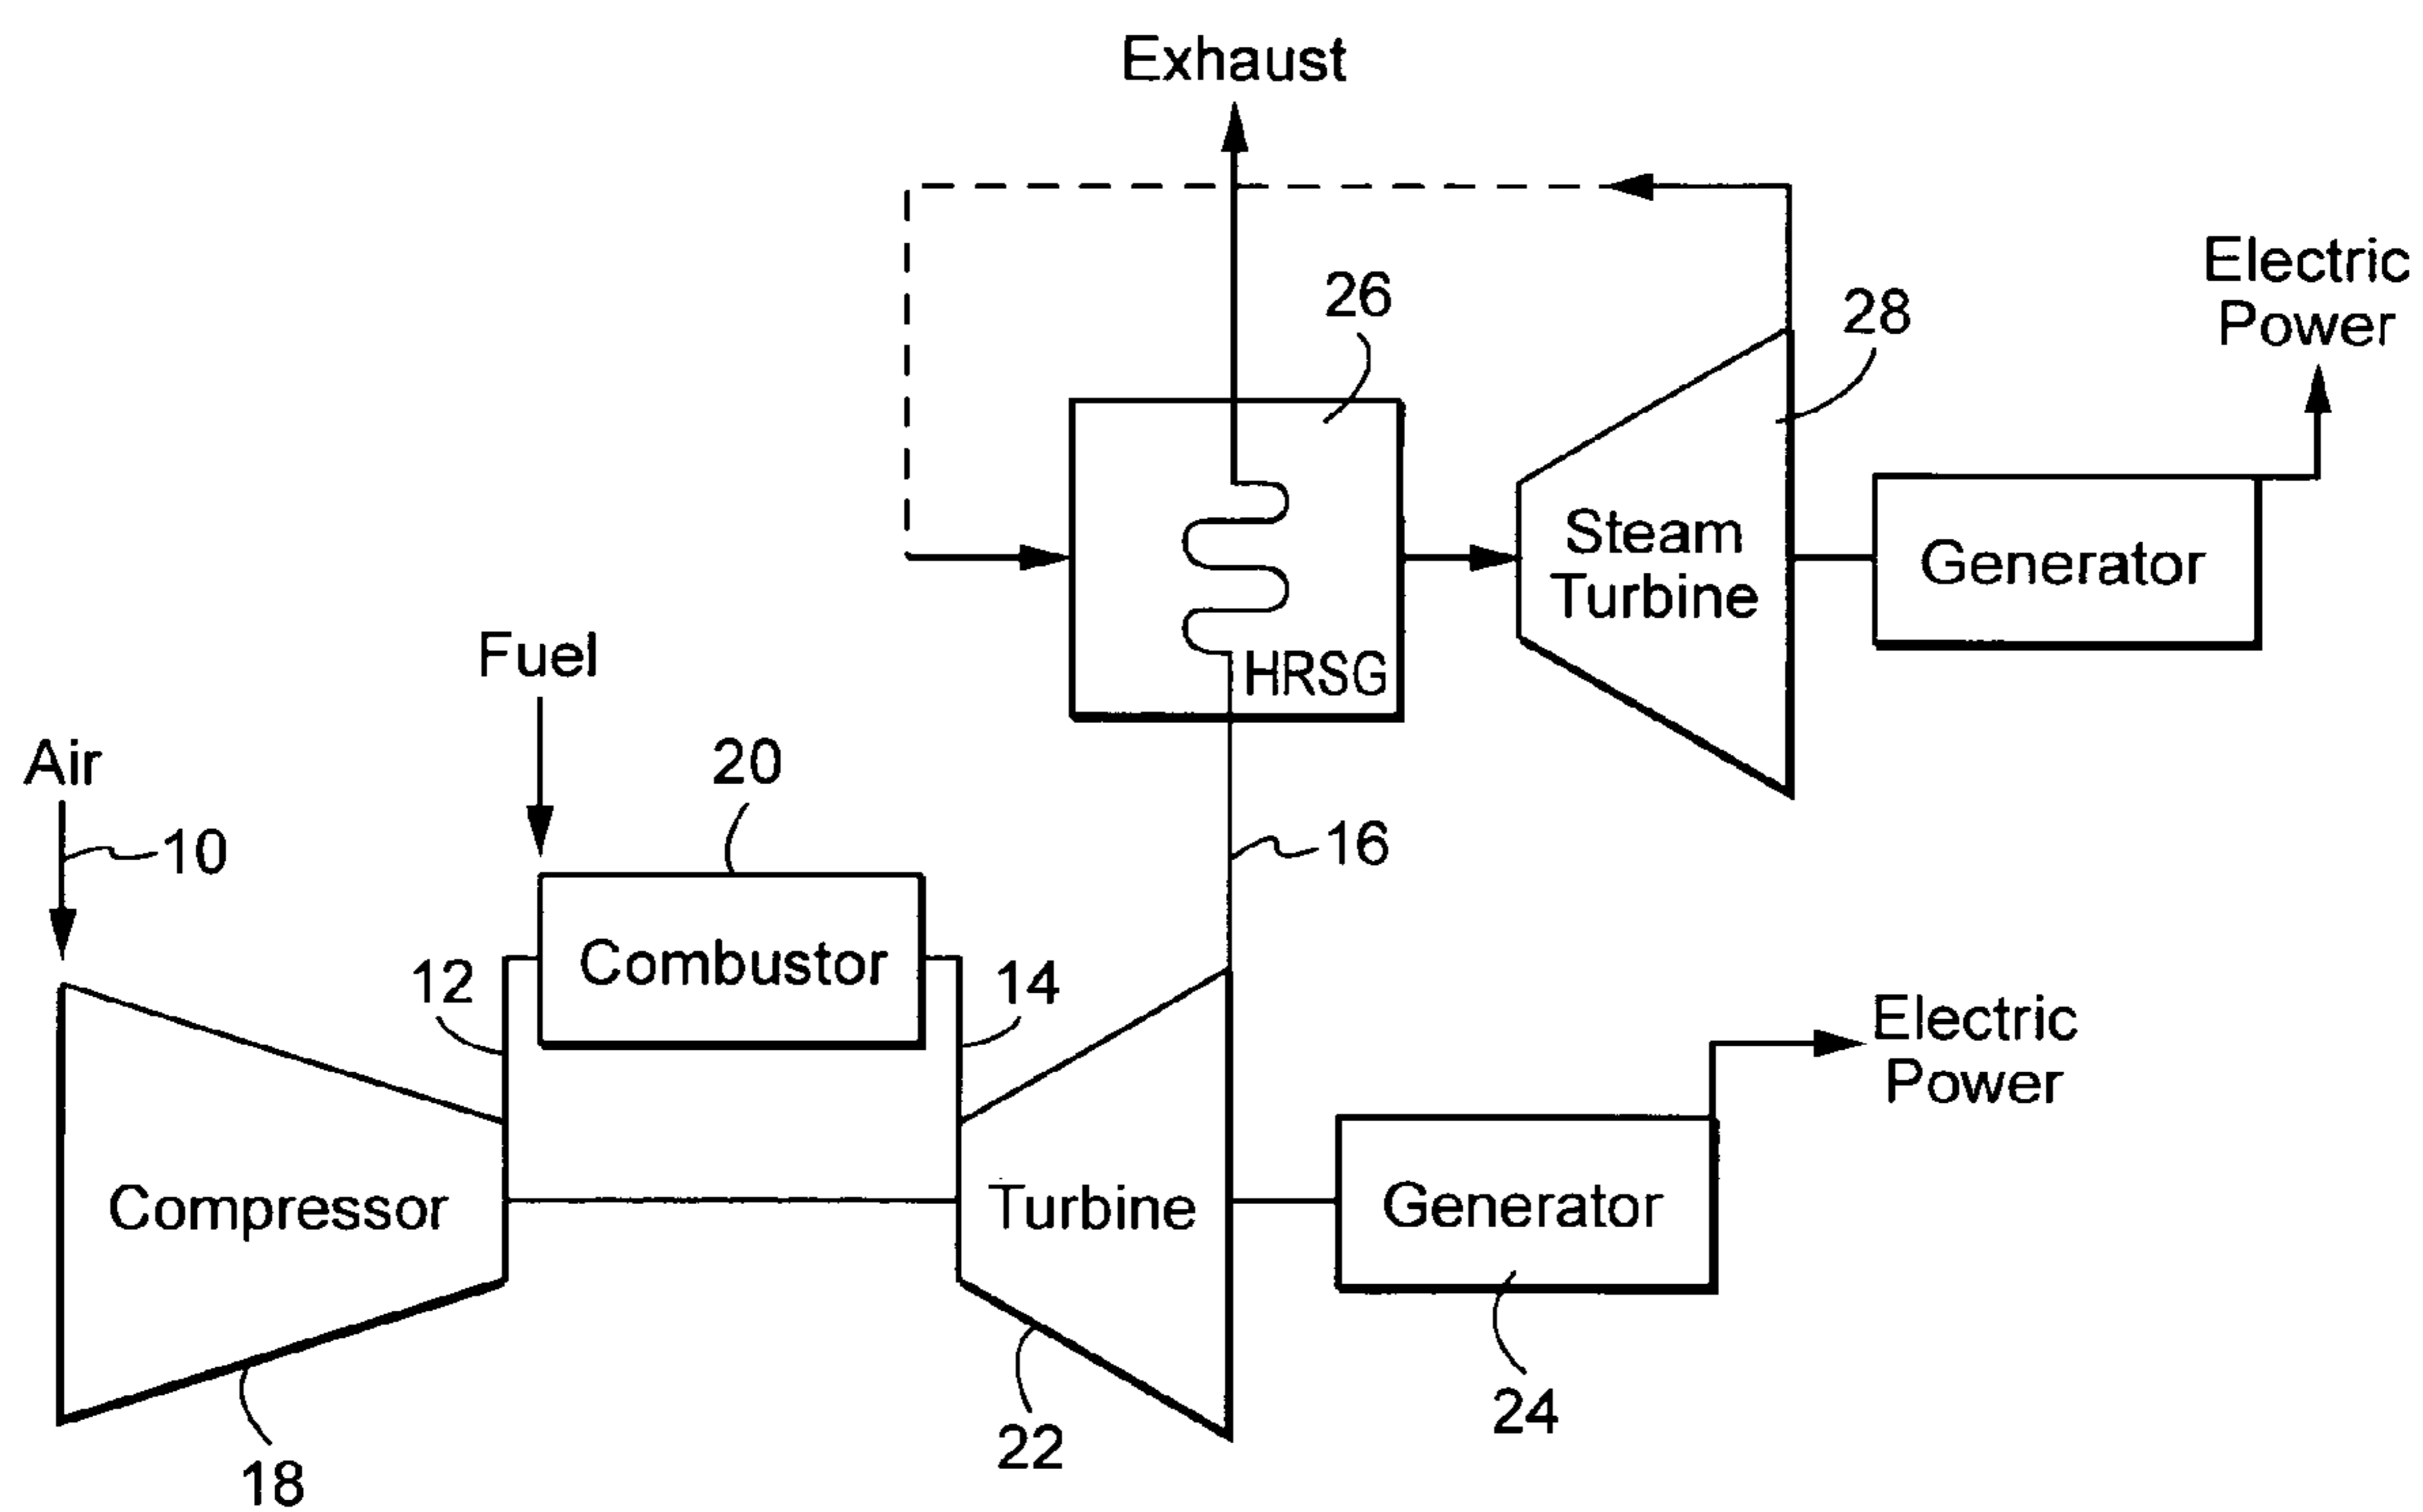 Exhaust
Electric
Power
26
28
Steam
Turbine
Generator
HRSG
Fuel
Air
20
10
16
12
Combustor
14
Electric
Power
Compressor
Turbine
Generator
24
22
18